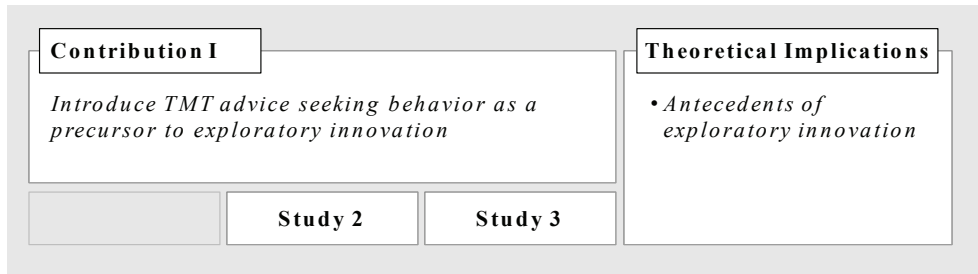 Contribution I
Introduce TMT advice seeking behavior as a
precursor to exploratory innovation
Study 2
Study 3
Theoretical Implications
• Antecedents of
exploratory innovation